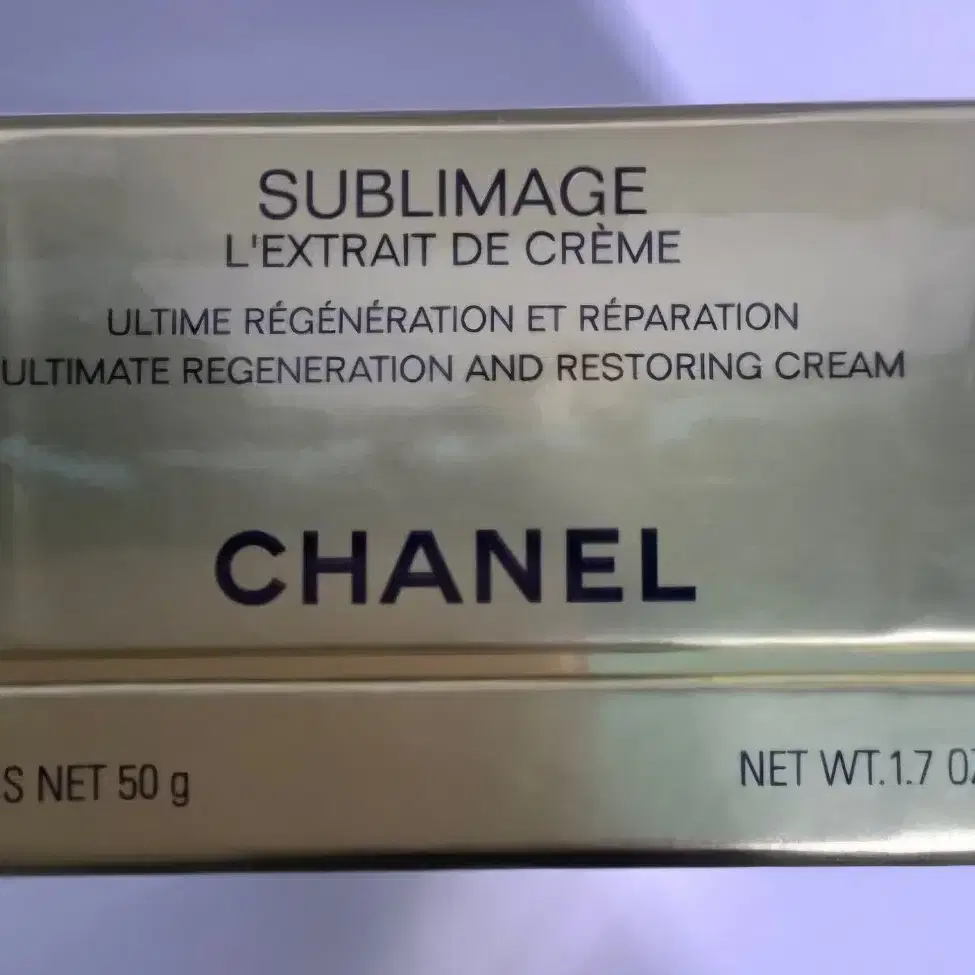 SUBLIMAGE
L'EXTRAIT DE CRÈME
ULTIME RÉGÉNÉRATION ET RÉPARATION
ULTIMATE REGENERATION AND RESTORING CREAM
CHANEL
S NET 50 g
NET WT.1.7 OZ